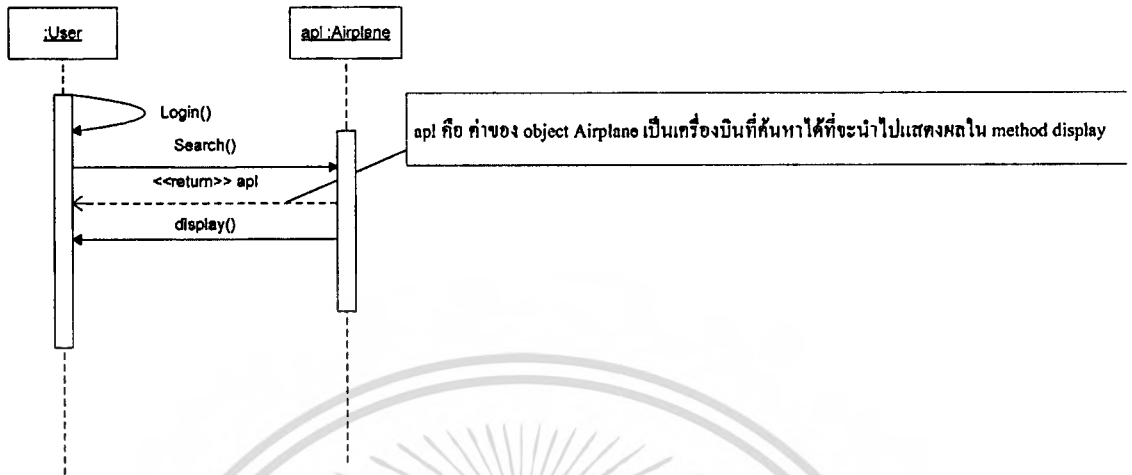 :User
apl :Airplane
Login()
apl คือ ค่าของ object Airplane เป็นเครื่องบินที่ค้นหาได้ที่จะนำไปแสดงผลใน method display
Search()
<<return>> apl
display()